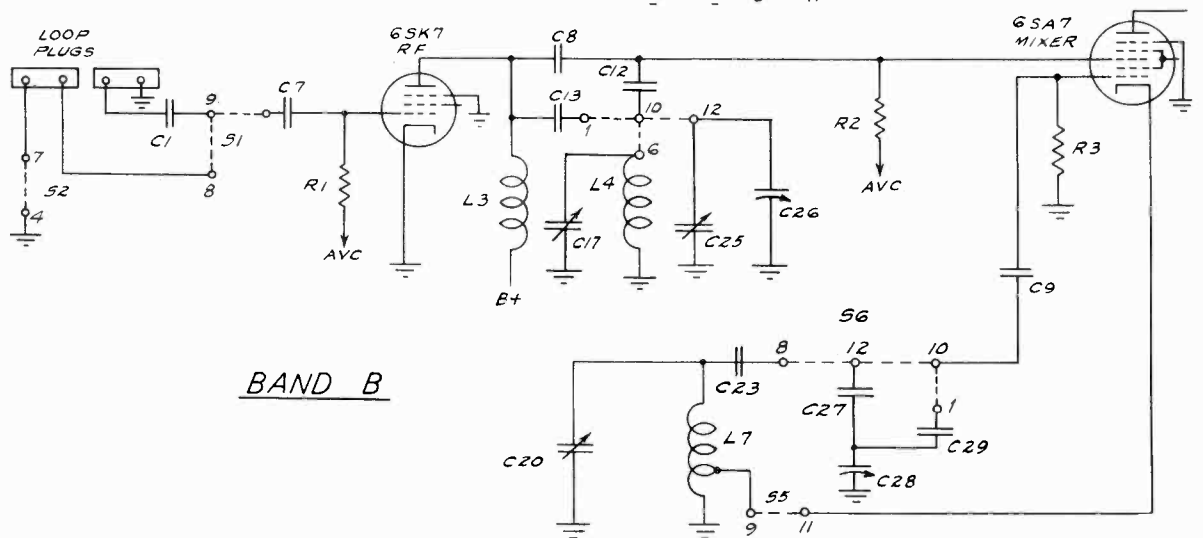 LOOP
PLUGS
6SK7
RF
6SA7
MIXER
C8
C12
C7
9
C1
S1
C13
1
10
12
7
S2
8
4
R1
AVC
L3
6
L4
C17
C25
C26
B+
R2
AVC
R3
C9
S6
8
12
10
C23
BAND B
C27
1
C29
L7
C20
C28
S5
9
11